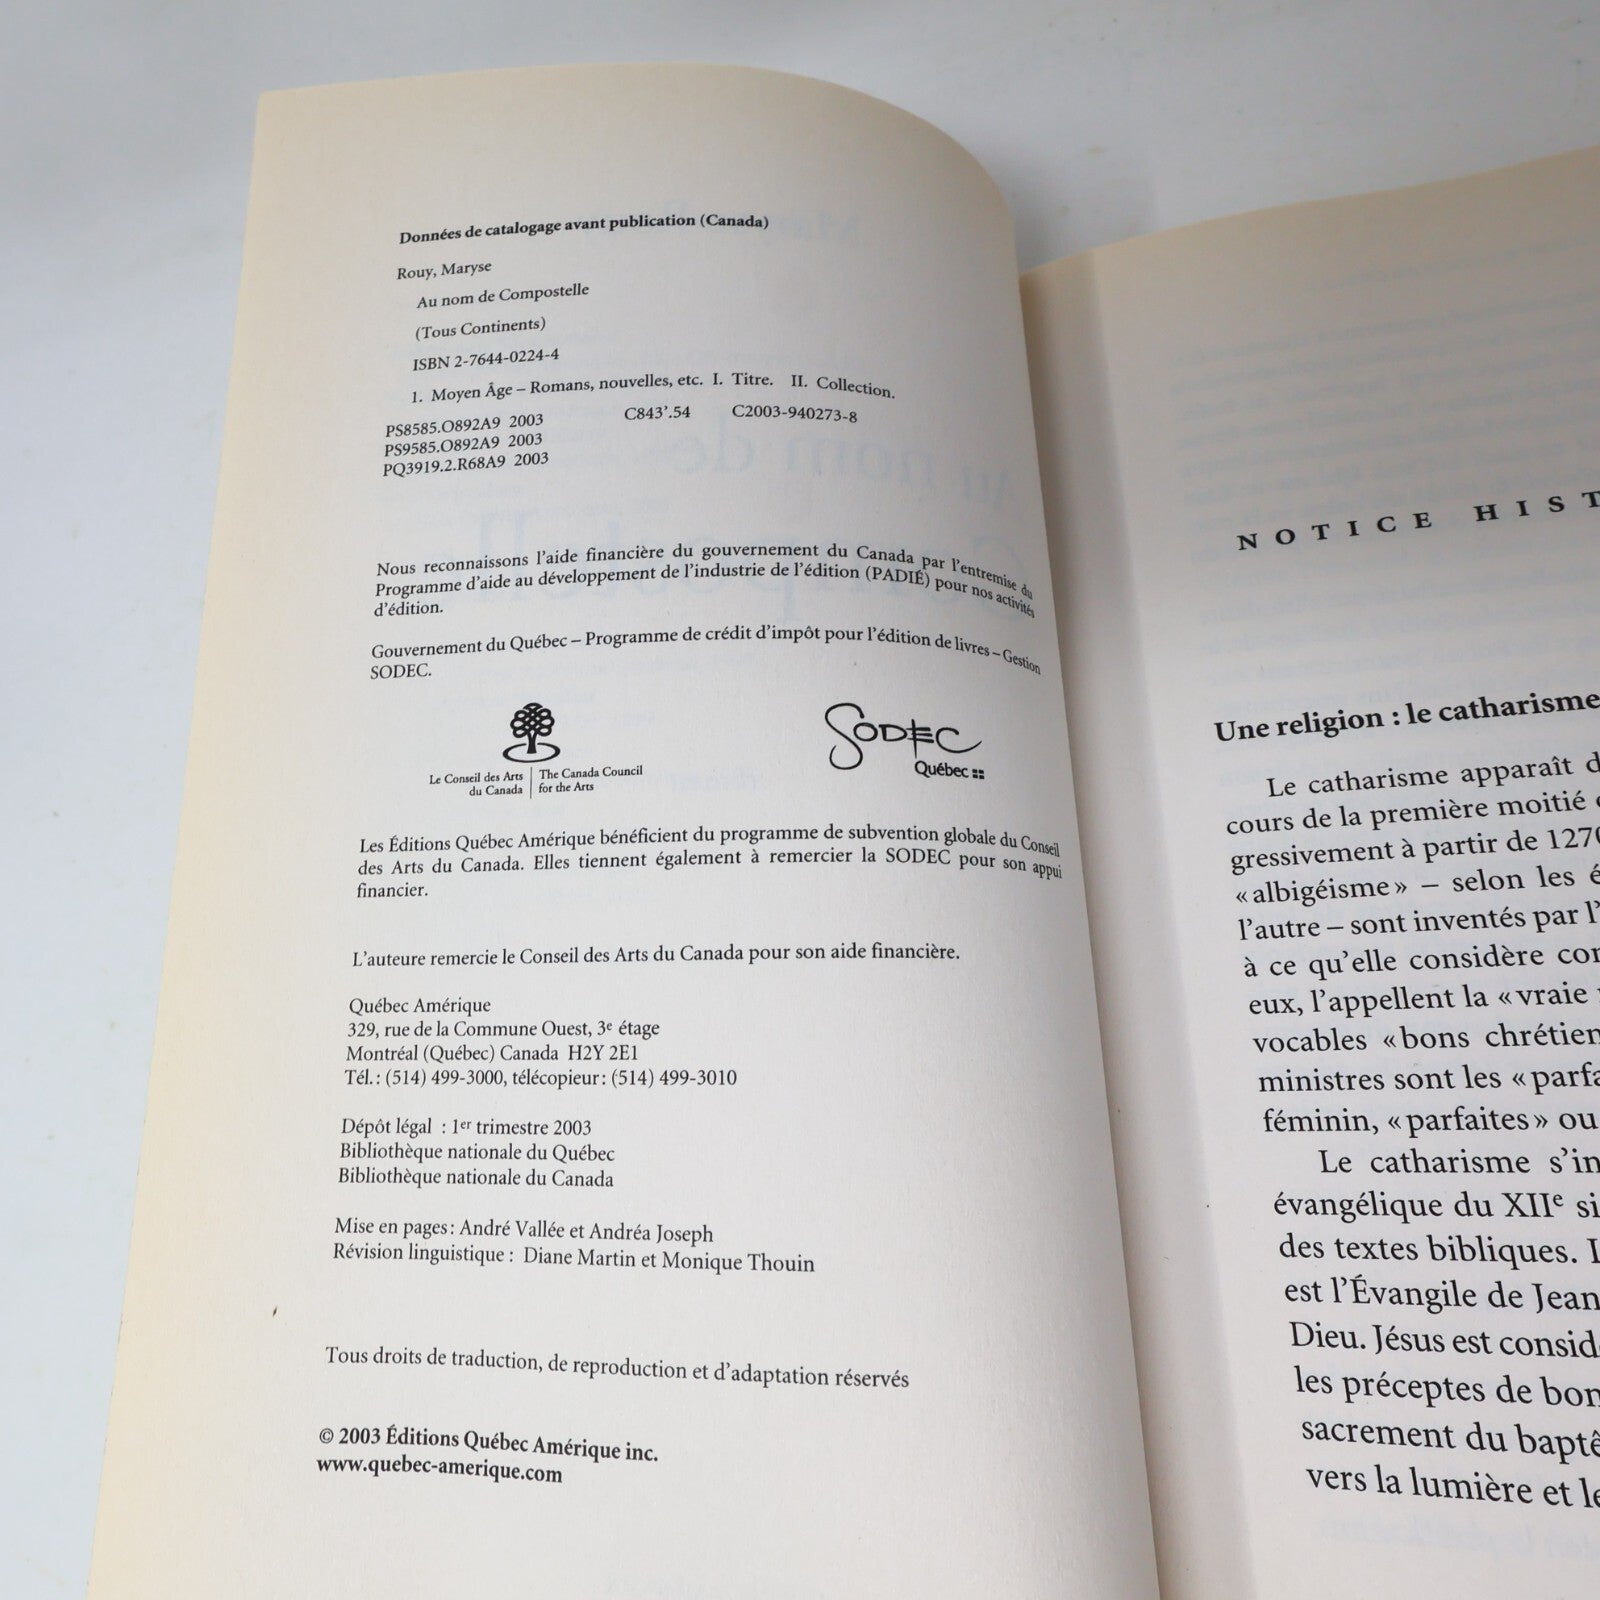 Données de catalogage avant publication (Canada)
Rouy, Maryse
Au nom de Compostelle
(Tous Continents)
ISBN 2-7644-0224-4
1. Moyen Âge – Romans, nouvelles, etc. I. Titre. II. Collection.
PS8585.O892A9 2003 C843’.54 C2003-940273-8
PS9585.O892A9 2003
PQ3919.2.R68A9 2003
Nous reconnaissons l’aide financière du gouvernement du Canada par l’entremise du
Programme d’aide au développement de l’industrie de l’édition (PADIÉ) pour nos activités
d’édition.
Gouvernement du Québec – Programme de crédit d’impôt pour l’édition de livres – Gestion
SODEC.
Le Conseil des Arts
du Canada
The Canada Council
for the Arts
SODEC
Québec
Les Éditions Québec Amérique bénéficient du programme de subvention globale du Conseil
des Arts du Canada. Elles tiennent également à remercier la SODEC pour son appui
financier.
L’auteure remercie le Conseil des Arts du Canada pour son aide financière.
Québec Amérique
329, rue de la Commune Ouest, 3e étage
Montréal (Québec) Canada H2Y 2E1
Tél.: (514) 499-3000, télécopieur: (514) 499-3010
Dépôt légal : 1er trimestre 2003
Bibliothèque nationale du Québec
Bibliothèque nationale du Canada
Mise en pages: André Vallée et Andréa Joseph
Révision linguistique : Diane Martin et Monique Thouin
Tous droits de traduction, de reproduction et d’adaptation réservés
© 2003 Éditions Québec Amérique inc.
www.quebec-amerique.com
NOTICE HIST
Une religion : le catharisme
Le catharisme apparaît d
cours de la première moitié
gressivement à partir de 1270
« albigéisme » – selon les é
l’autre – sont inventés par l’
à ce qu’elle considère con
eux, l’appellent la « vraie
vocables « bons chrétien
ministres sont les « parfa
féminin, « parfaites » ou
Le catharisme s’in
évangélique du XIIe si
des textes bibliques. L
est l’Évangile de Jean
Dieu. Jésus est considé
les préceptes de bon
sacrement du baptê
vers la lumière et le